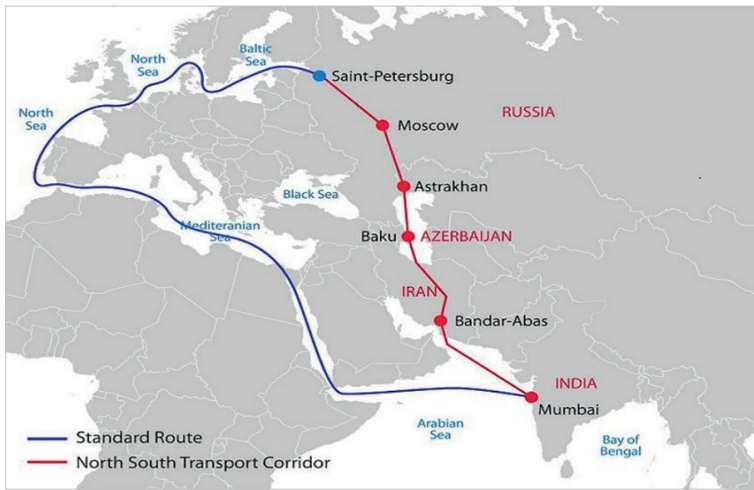 North
Sea
Baltic
Sea
Saint-Petersburg
North
Sea
RUSSIA
Moscow
Astrakhan
Black Sea
Mediteranian
Sea
Baku
AZERBAIJAN
IRAN
Bandar-Abas
INDIA
Mumbai
Arabian
Sea
Bay of
Bengal
Standard Route
North South Transport Corridor